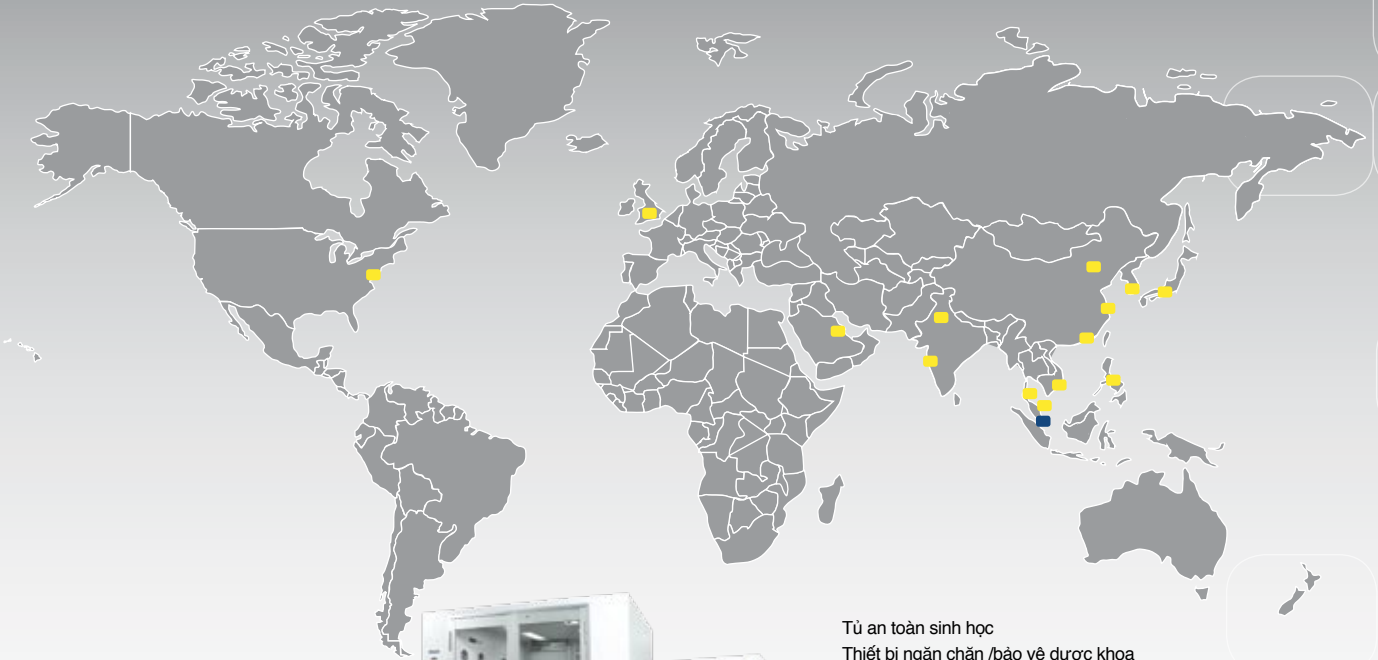 Tủ an toàn sinh học
Thiết bị ngăn chặn /bảo vệ dược khoa